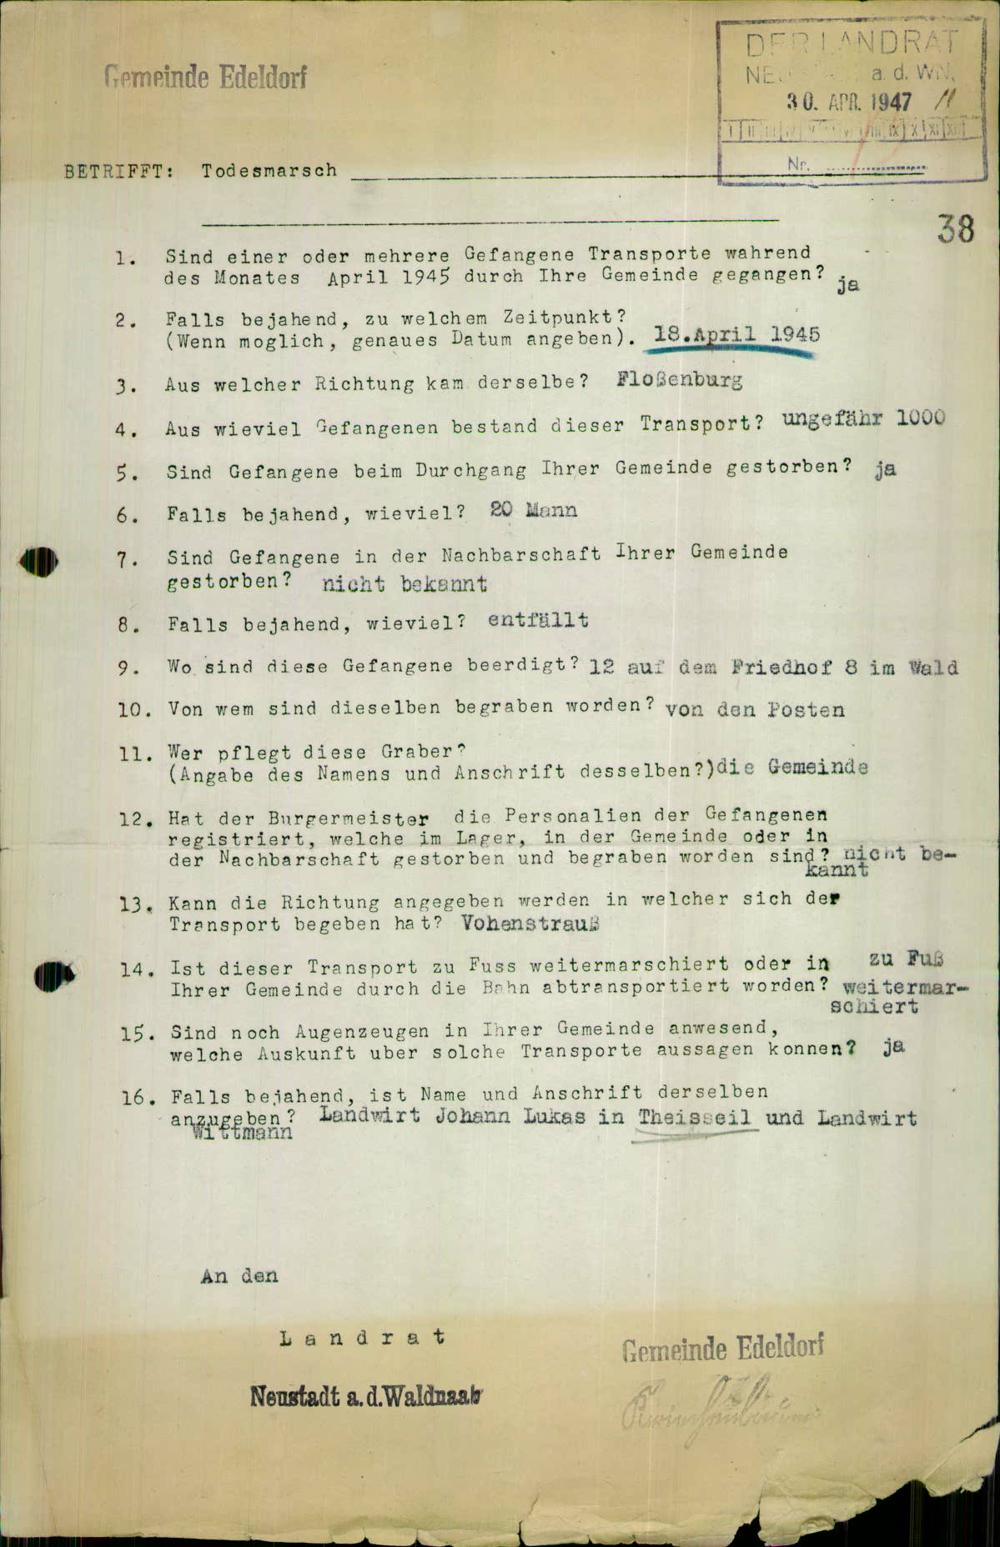 DER LANDRAT
a. d. WN.
30. APR. 1947
Gemeinde Edeldorf
BETRIFFT: Todesmarsch
Nr.
38
1. Sind einer oder mehrere Gefangene Transporte wahrend
des Monates April 1945 durch Ihre Gemeinde gegangen? ja
2. Falls bejahend, zu welchem Zeitpunkt?
(Wenn moglich, genaues Datum angeben). 18.April 1945
3. Aus welcher Richtung kam derselbe? Floßenburg
4. Aus wieviel Gefangenen bestand dieser Transport? ungefähr 1000
5. Sind Gefangene beim Durchgang Ihrer Gemeinde gestorben? ja
6. Falls bejahend, wieviel? 20 Mann
7. Sind Gefangene in der Nachbarschaft Ihrer Gemeinde
gestorben? nicht bekannt
8. Falls bejahend, wieviel? entfällt
9. Wo sind diese Gefangene beerdigt? 12 auf dem Friedhof 8 im Wald
10. Von wem sind dieselben begraben worden? von den Posten
11. Wer pflegt diese Graber?
(Angabe des Namens und Anschrift desselben?)die Gemeinde
12. Hat der Burgermeister die Personalien der Gefangenen
registriert, welche im Lager, in der Gemeinde oder in
der Nachbarschaft gestorben und begraben worden sind? nicht be-
kannt
13. Kann die Richtung angegeben werden in welcher sich der
Transport begeben hat? Vohenstrauß
14. Ist dieser Transport zu Fuss weitermarschiert oder in zu Fuß
Ihrer Gemeinde durch die Bahn abtransportiert worden? weitermar-
schiert
15. Sind noch Augenzeugen in Ihrer Gemeinde anwesend,
welche Auskunft uber solche Transporte aussagen konnen? ja
16. Falls bejahend, ist Name und Anschrift derselben
anzugeben? Landwirt Johann Lukas in Theisseil und Landwirt
Wittmann
An den
Landrat
Gemeinde Edeldorf
Neustadt a.d.Waldnaab